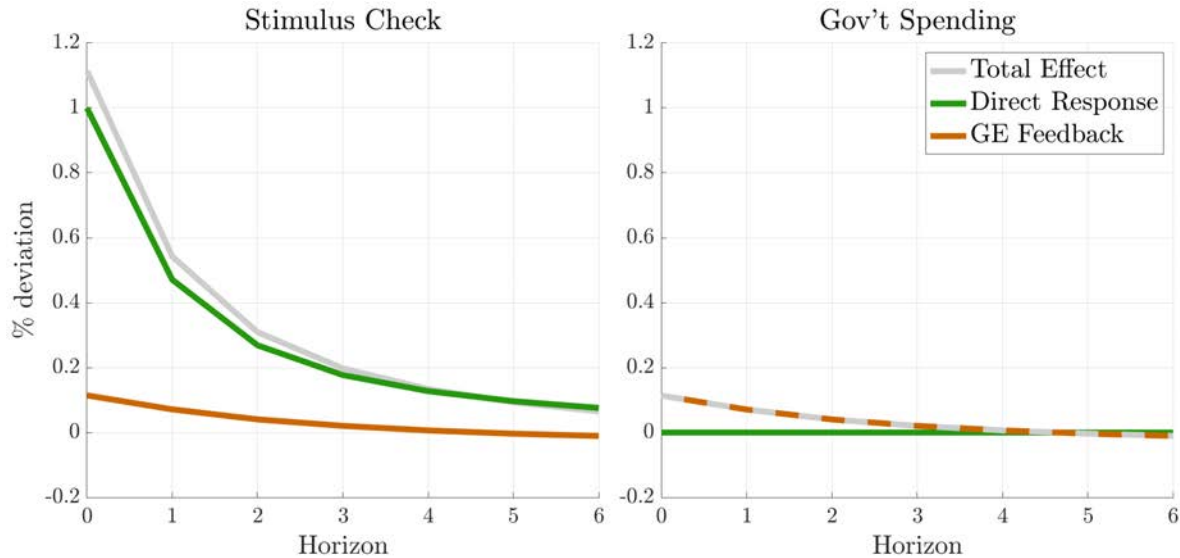 Stimulus Check
Gov't Spending
% deviation
1.2
1
0.8
0.6
0.4
0.2
0
-0.2
0 1 2 3 4 5 6
Horizon
1.2
1
0.8
0.6
0.4
0.2
0
-0.2
0 1 2 3 4 5 6
Horizon
Total Effect
Direct Response
GE Feedback